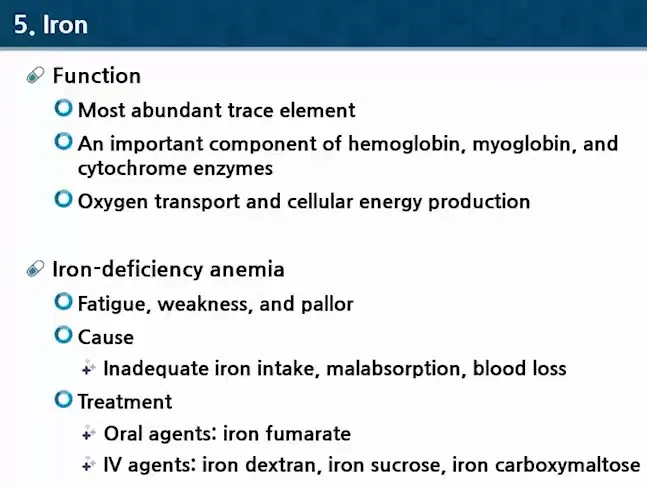 5. Iron
Function
Most abundant trace element
An important component of hemoglobin, myoglobin, and
cytochrome enzymes
Oxygen transport and cellular energy production
Iron-deficiency anemia
Fatigue, weakness, and pallor
Cause
Inadequate iron intake, malabsorption, blood loss
Treatment
Oral agents: iron fumarate
IV agents: iron dextran, iron sucrose, iron carboxymaltose